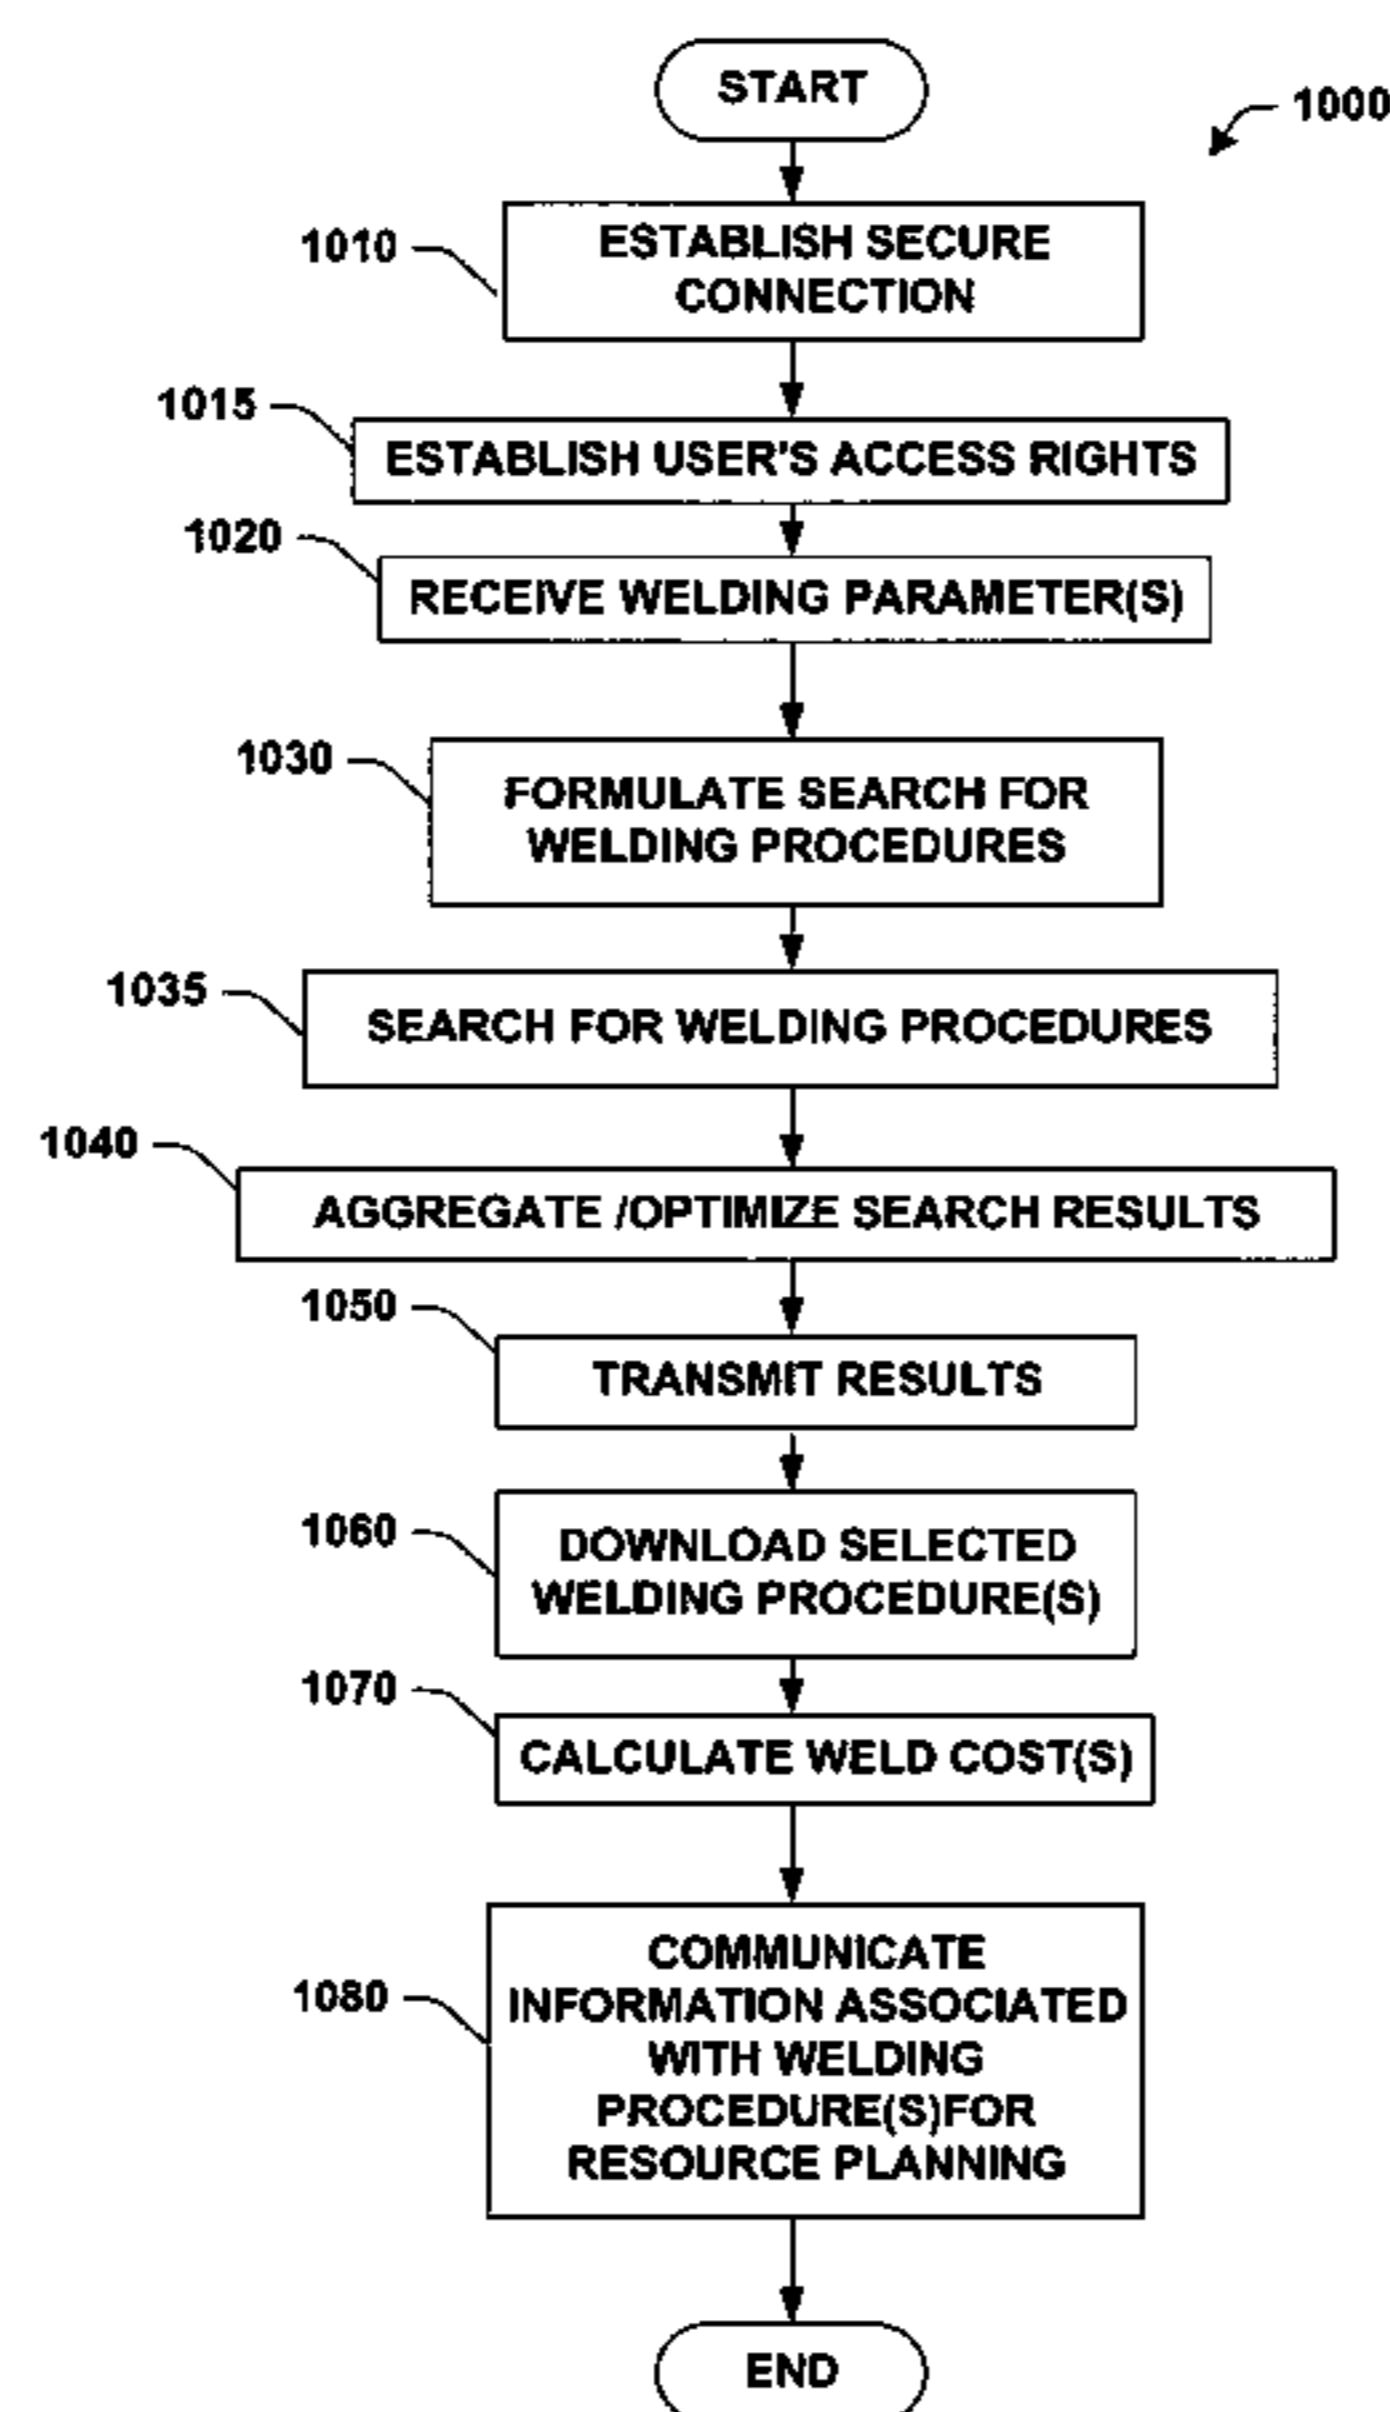 START
1000
1010
ESTABLISH SECURE
CONNECTION
1015
ESTABLISH USER'S ACCESS RIGHTS
1020
RECEIVE WELDING PARAMETER(S)
1030
FORMULATE SEARCH FOR
WELDING PROCEDURES
1035
SEARCH FOR WELDING PROCEDURES
1040
AGGREGATE /OPTIMIZE SEARCH RESULTS
1050
TRANSMIT RESULTS
1060
DOWNLOAD SELECTED
WELDING PROCEDURE(S)
1070
CALCULATE WELD COST(S)
1080
COMMUNICATE
INFORMATION ASSOCIATED
WITH WELDING
PROCEDURE(S)FOR
RESOURCE PLANNING
END